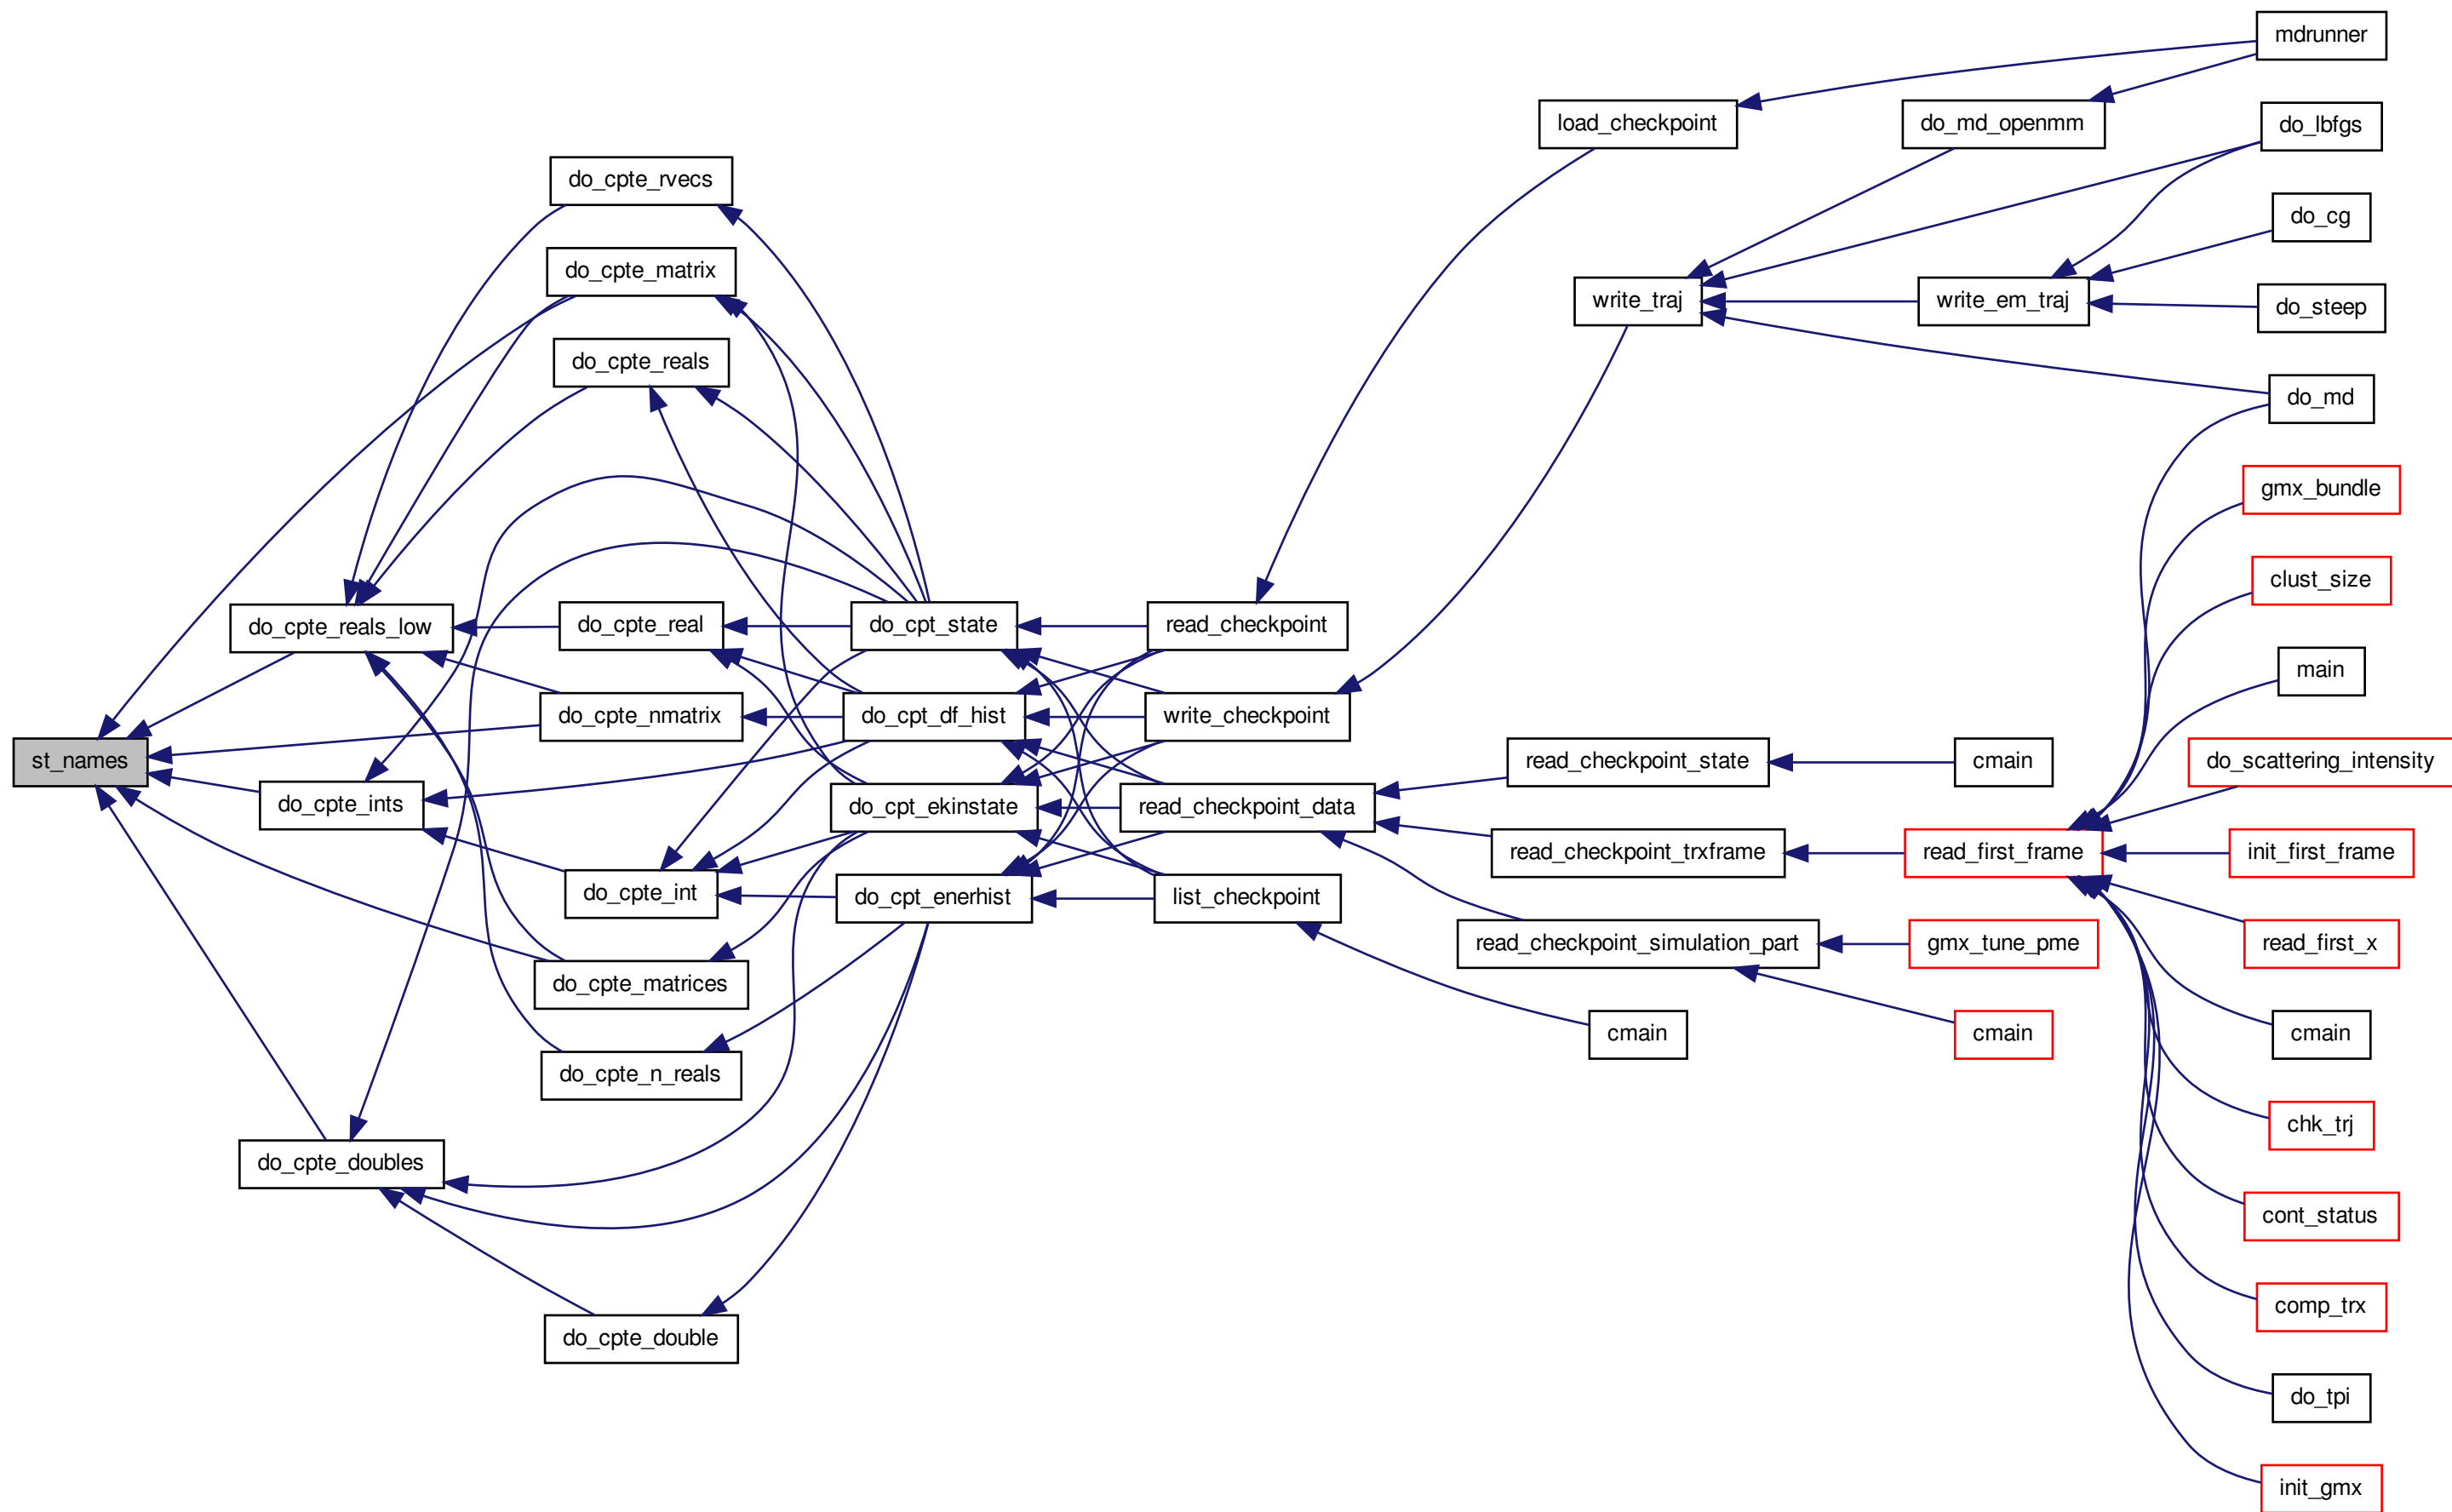 mdrunner
load_checkpoint
do_md_openmm
do_lbfgs
do_cpte_rvecs
do_cg
do_cpte_matrix
write_traj
write_em_traj
do_steep
do_cpte_reals
do_md
gmx_bundle
clust_size
do_cpte_reals_low
do_cpte_real
do_cpt_state
read_checkpoint
main
do_cpte_nmatrix
do_cpt_df_hist
write_checkpoint
st_names
read_checkpoint_state
cmain
do_scattering_intensity
do_cpte_ints
do_cpt_ekinstate
read_checkpoint_data
read_checkpoint_trxframe
read_first_frame
init_first_frame
do_cpte_int
do_cpt_enerhist
list_checkpoint
read_checkpoint_simulation_part
gmx_tune_pme
read_first_x
do_cpte_matrices
cmain
cmain
cmain
do_cpte_n_reals
chk_trj
do_cpte_doubles
cont_status
comp_trx
do_cpte_double
do_tpi
init_gmx